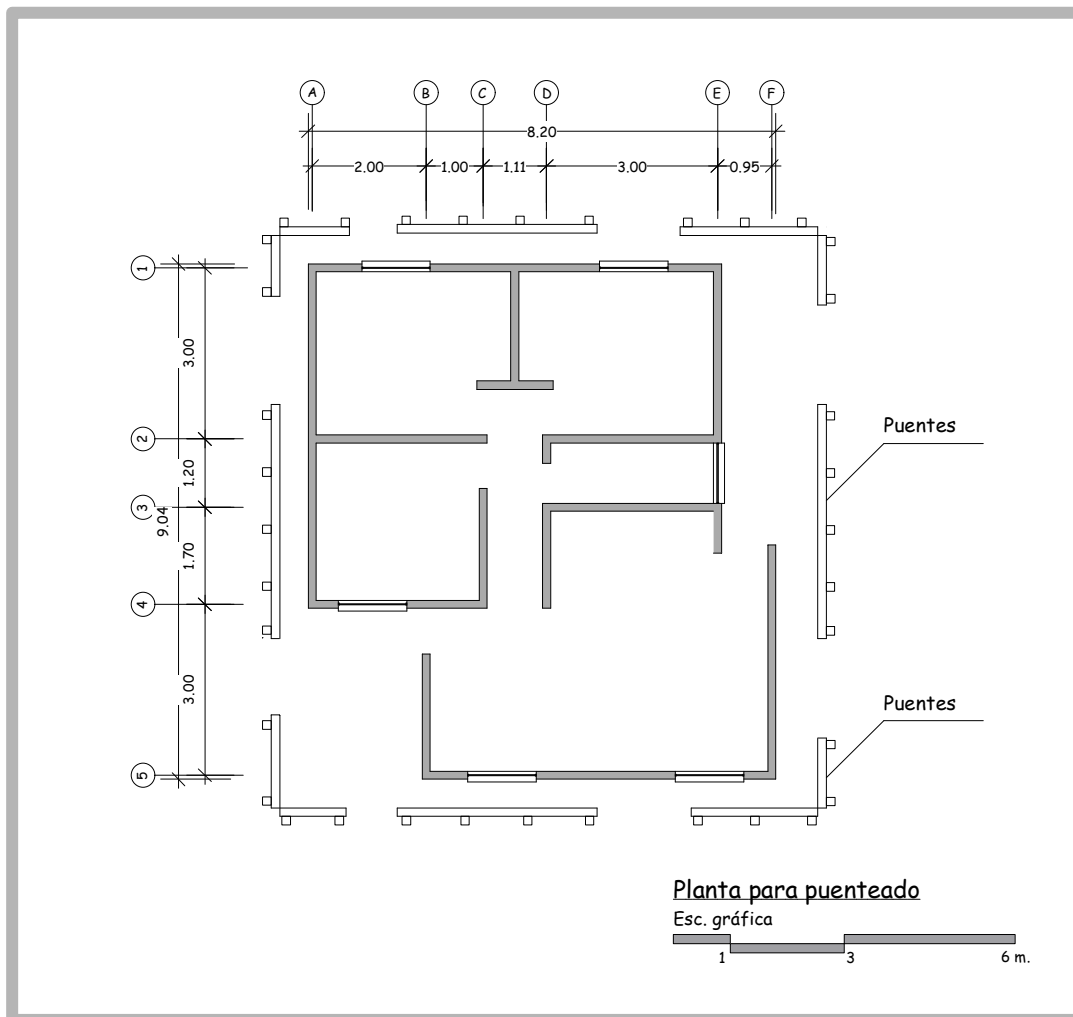 A B C D E F
8.20
2.00 1.00 1.11 3.00 0.95
1
3.00
2
1.20
3
9.04
1.70
4
3.00
5
Puentes
Puentes
Planta para puenteado
Esc. gráfica
1 3 6 m.